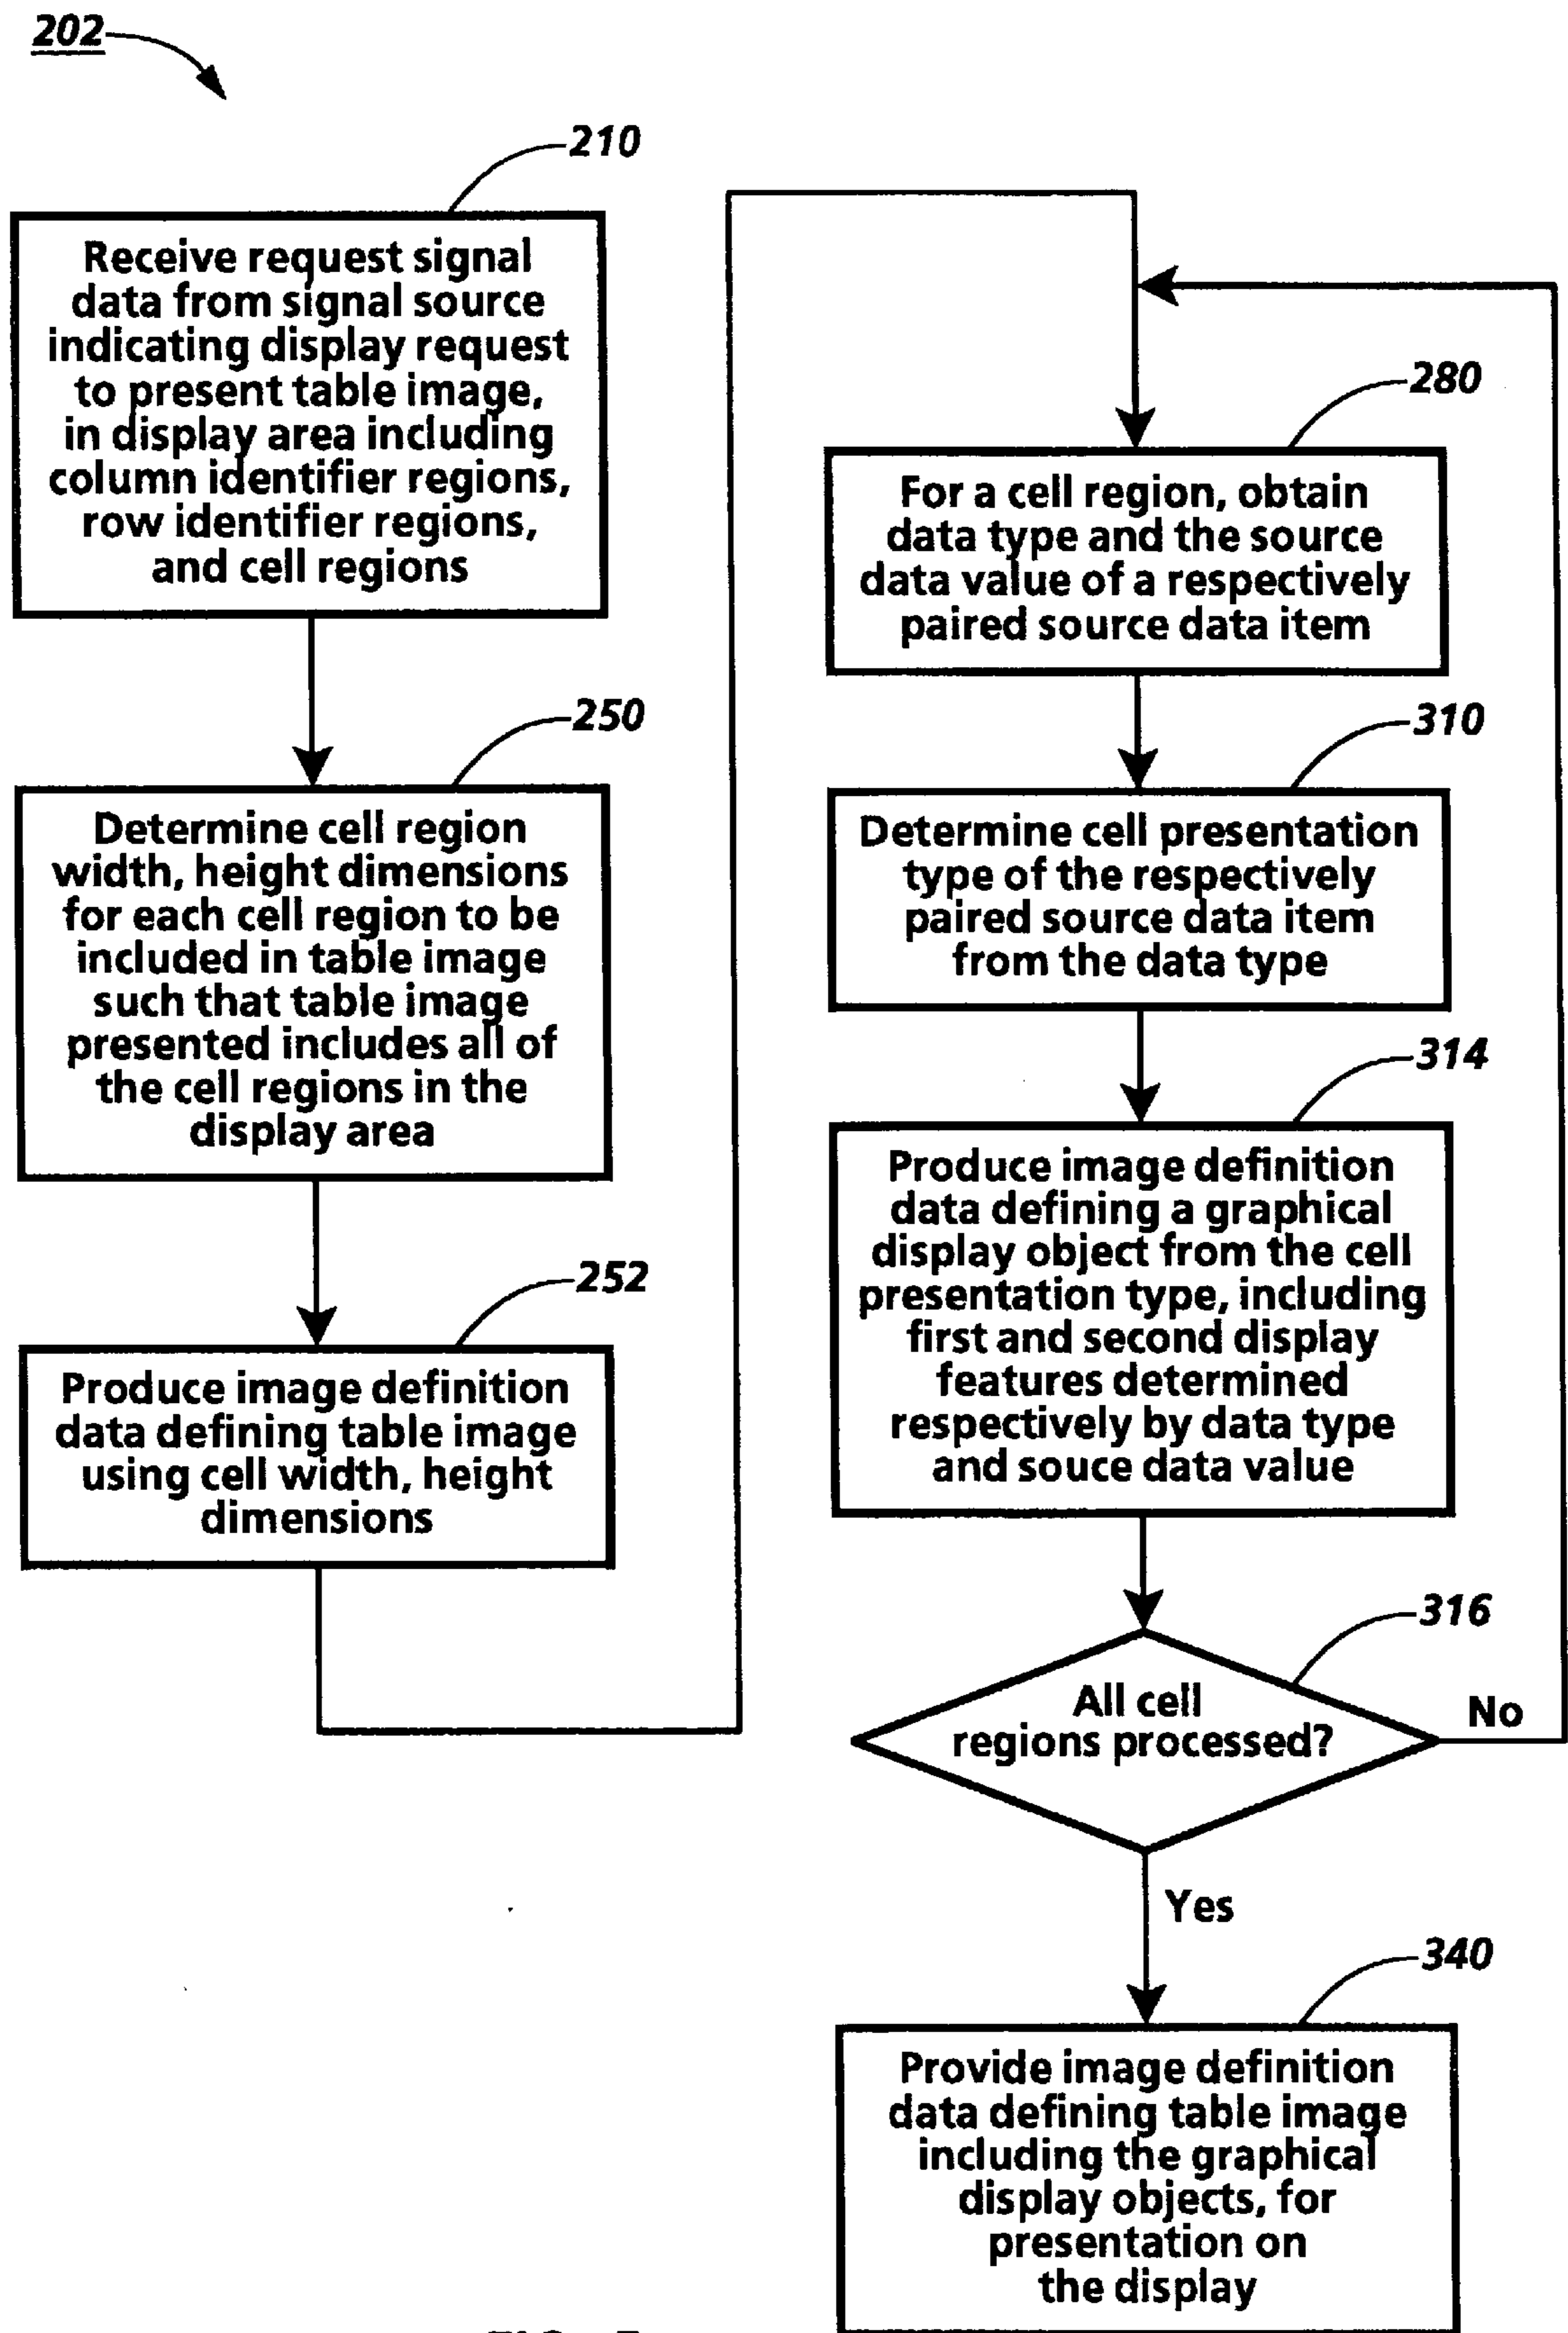 202
210
Receive request signal
data from signal source
indicating display request
to present table image,
in display area including
column identifier regions,
row identifier regions,
and cell regions
250
Determine cell region
width, height dimensions
for each cell region to be
included in table image
such that table image
presented includes all of
the cell regions in the
display area
252
Produce image definition
data defining table image
using cell width, height
dimensions
280
For a cell region, obtain
data type and the source
data value of a respectively
paired source data item
310
Determine cell presentation
type of the respectively
paired source data item
from the data type
314
Produce image definition
data defining a graphical
display object from the cell
presentation type, including
first and second display
features determined
respectively by data type
and souce data value
316
All cell
regions processed?
No
Yes
340
Provide image definition
data defining table image
including the graphical
display objects, for
presentation on
the display